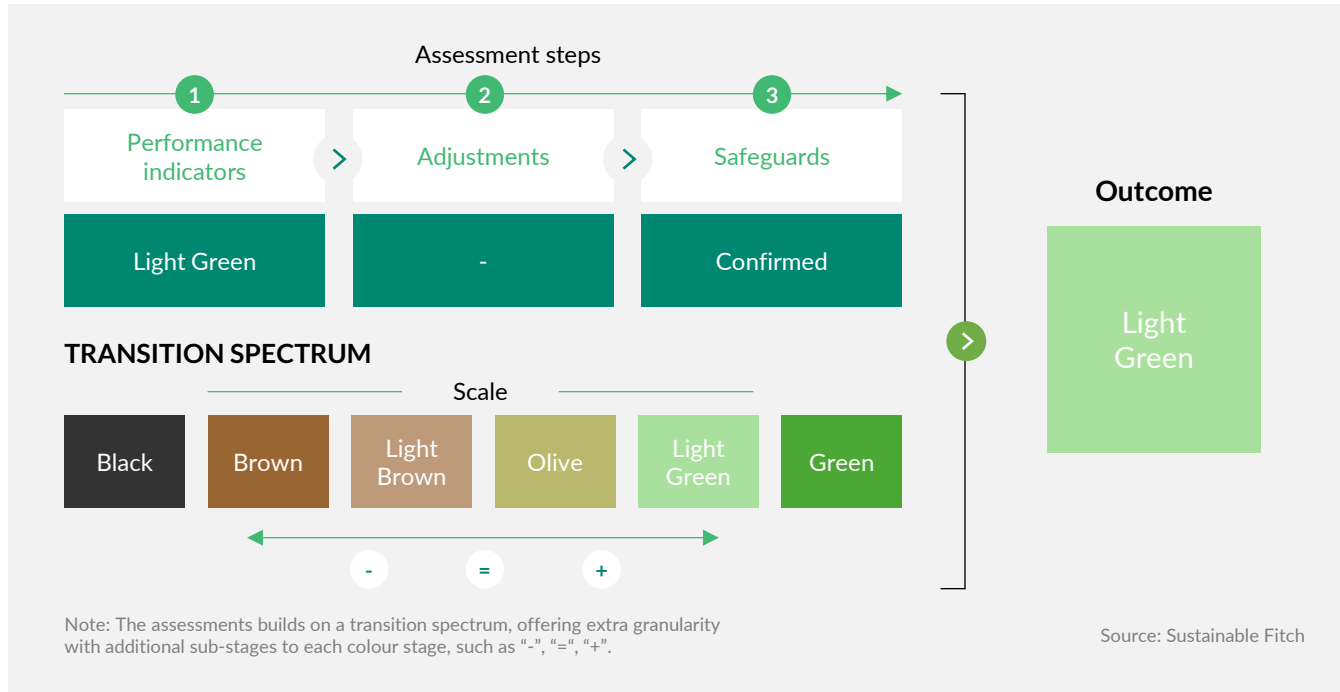 Assessment steps
1
2
3
Performance
indicators
>
Adjustments
>
Safeguards
Light Green
-
Confirmed
Outcome
Light
Green
>
TRANSITION SPECTRUM
Scale
Black
Brown
Light
Brown
Olive
Light
Green
Green
-
=
+
Note: The assessments builds on a transition spectrum, offering extra granularity
with additional sub-stages to each colour stage, such as “-”, “=“, “+”.
Source: Sustainable Fitch